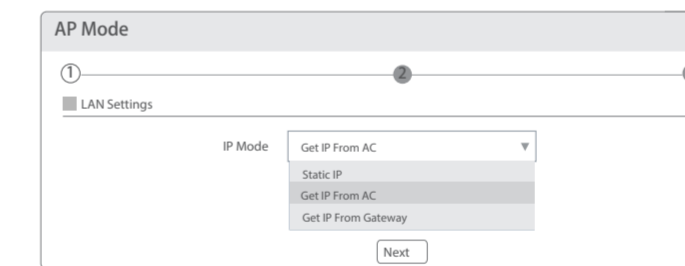 AP Mode
1 2
LAN Settings
IP Mode Get IP From AC
Static IP
Get IP From AC
Get IP From Gateway
Next